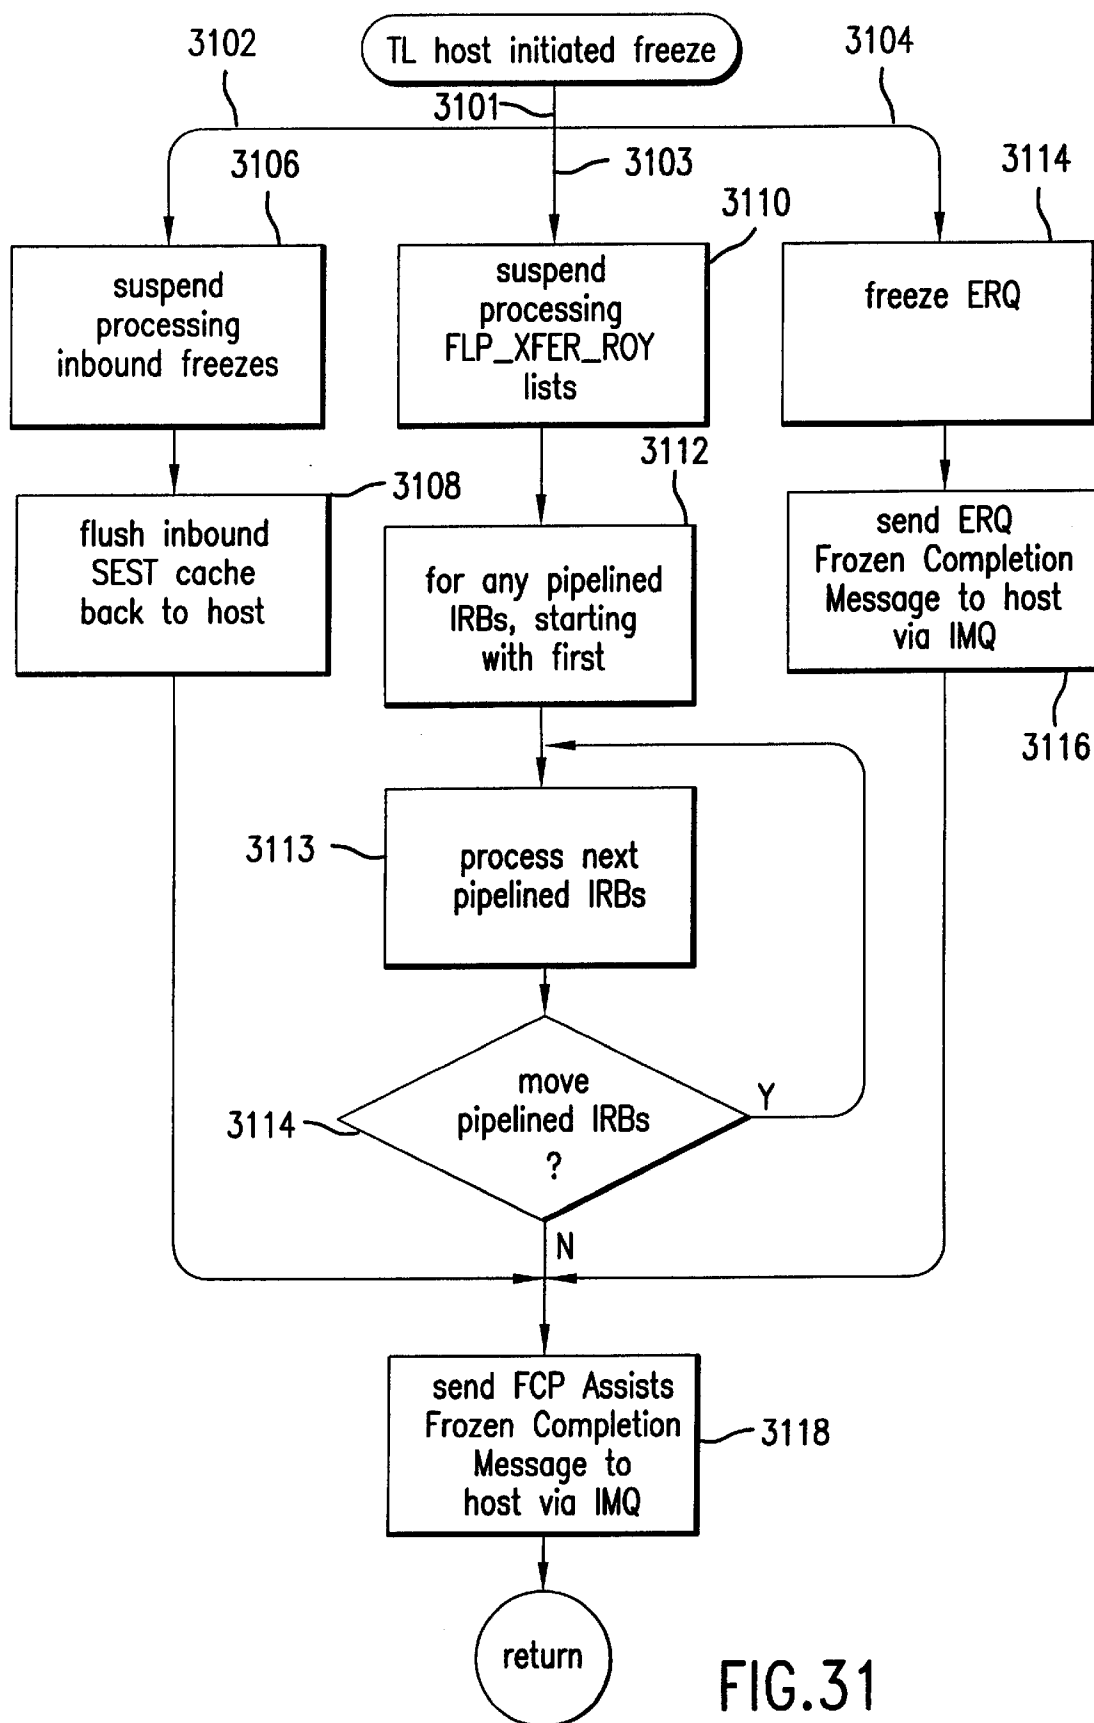 TL host initiated freeze
3102
3101
3104
3106
3103
3110
3114
suspend
processing
inbound freezes
suspend
processing
FLP_XFER_ROY
lists
freeze ERQ
3108
3112
flush inbound
SEST cache
back to host
for any pipelined
IRBs, starting
with first
send ERQ
Frozen Completion
Message to host
via IMQ
3116
3113
process next
pipelined IRBs
3114
move
pipelined IRBs
?
Y
N
send FCP Assists
Frozen Completion
Message to
host via IMQ
3118
return
FIG.31